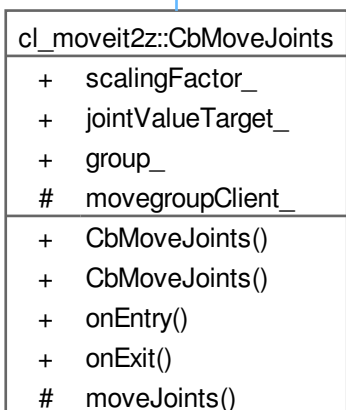 cl_moveit2z::CbMoveJoints
+ scalingFactor_
+ jointValueTarget_
+ group_
# movegroupClient_
+ CbMoveJoints()
+ CbMoveJoints()
+ onEntry()
+ onExit()
# moveJoints()